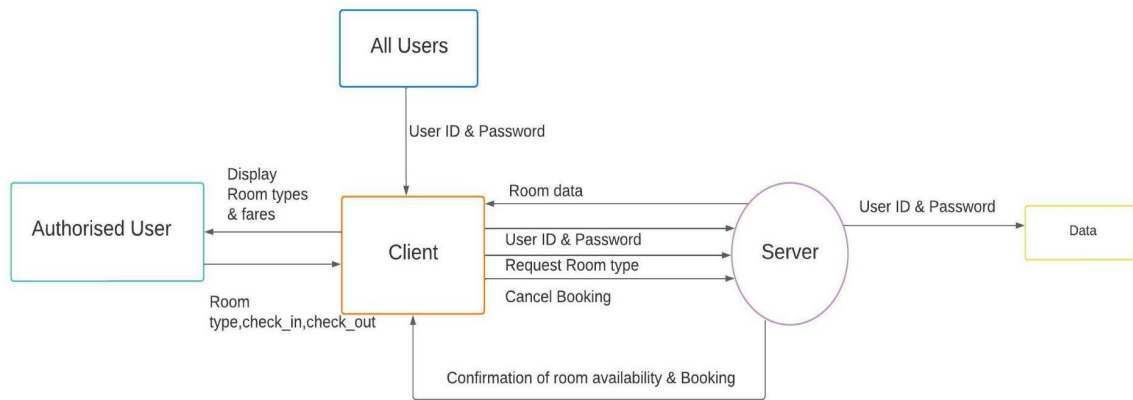 All Users
User ID & Password
Display
Room types
& fares
Authorised User
Room
type,check_in,check_out
Client
Room data
User ID & Password
Request Room type
Cancel Booking
Server
User ID & Password
Data
Confirmation of room availability & Booking